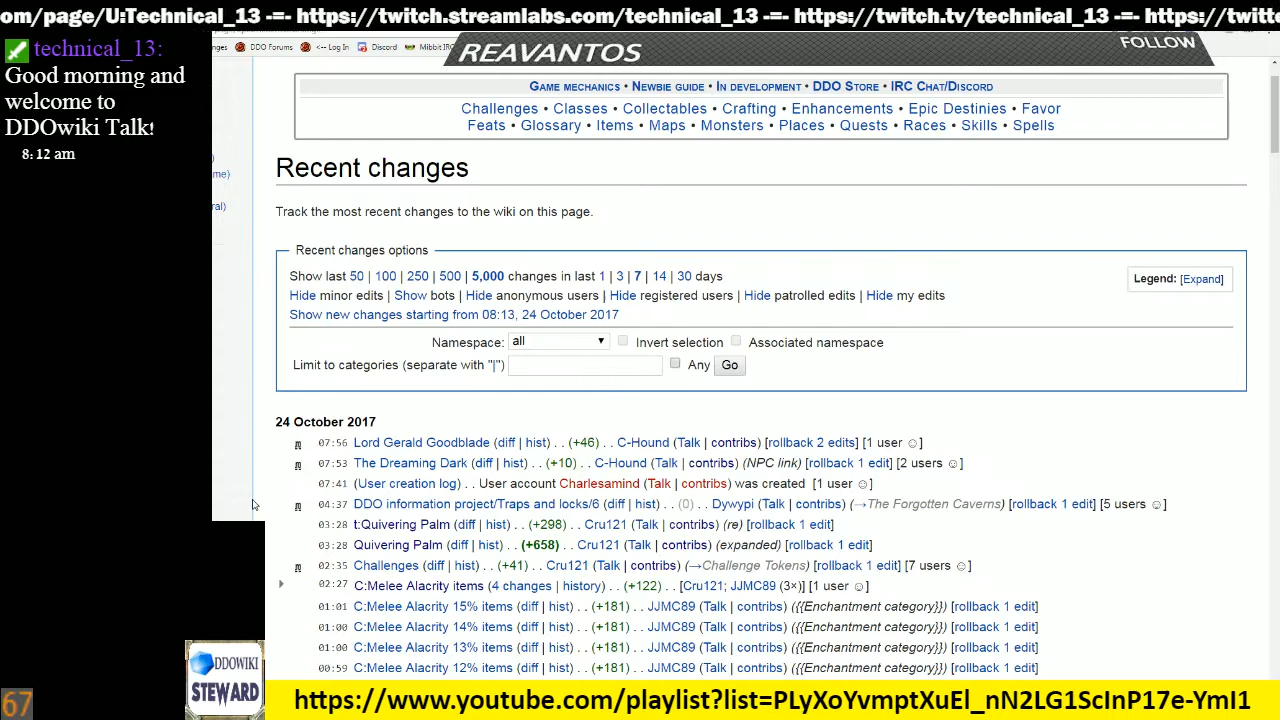 om/page/U:Technical_13 -=- https://twitch.streamlabs.com/technical_13 -=- https://twitch.tv/technical_13 -=- https://twitt
technical_13:
Good morning and
welcome to
DDOwiki Talk!
8:12 am
ges DDO Forums <-- Log In Discord Mibbit IR
REAVANTOS
FOLLOW
Game mechanics • Newbie guide • In development • DDO Store • IRC Chat/Discord
Challenges • Classes • Collectables • Crafting • Enhancements • Epic Destinies • Favor
Feats • Glossary • Items • Maps • Monsters • Places • Quests • Races • Skills • Spells
)
me)
ral)
Recent changes
Track the most recent changes to the wiki on this page.
Recent changes options
Show last 50 | 100 | 250 | 500 | 5,000 changes in last 1 | 3 | 7 | 14 | 30 days
Legend: [Expand]
Hide minor edits | Show bots | Hide anonymous users | Hide registered users | Hide patrolled edits | Hide my edits
Show new changes starting from 08:13, 24 October 2017
Namespace: all Invert selection Associated namespace
Limit to categories (separate with "|") Any Go
24 October 2017
07:56 Lord Gerald Goodblade (diff | hist) . . (+46) . . C-Hound (Talk | contribs) [rollback 2 edits] [1 user ☺]
07:53 The Dreaming Dark (diff | hist) . . (+10) . . C-Hound (Talk | contribs) (NPC link) [rollback 1 edit] [2 users ☺]
07:41 (User creation log) . . User account Charlesamind (Talk | contribs) was created [1 user ☺]
04:37 DDO information project/Traps and locks/6 (diff | hist) . . (0) . . Dywypi (Talk | contribs) (→The Forgotten Caverns) [rollback 1 edit] [5 users ☺]
03:28 t:Quivering Palm (diff | hist) . . (+298) . . Cru121 (Talk | contribs) (re) [rollback 1 edit]
03:28 Quivering Palm (diff | hist) . . (+658) . . Cru121 (Talk | contribs) (expanded) [rollback 1 edit]
02:35 Challenges (diff | hist) . . (+41) . . Cru121 (Talk | contribs) (→Challenge Tokens) [rollback 1 edit] [7 users ☺]
02:27 C:Melee Alacrity items (4 changes | history) . . (+122) . . [Cru121; JJMC89 (3×)] [1 user ☺]
01:01 C:Melee Alacrity 15% items (diff | hist) . . (+181) . . JJMC89 (Talk | contribs) ({{Enchantment category}}) [rollback 1 edit]
01:00 C:Melee Alacrity 14% items (diff | hist) . . (+181) . . JJMC89 (Talk | contribs) ({{Enchantment category}}) [rollback 1 edit]
01:00 C:Melee Alacrity 13% items (diff | hist) . . (+181) . . JJMC89 (Talk | contribs) ({{Enchantment category}}) [rollback 1 edit]
00:59 C:Melee Alacrity 12% items (diff | hist) . . (+181) . . JJMC89 (Talk | contribs) ({{Enchantment category}}) [rollback 1 edit]
DDOWIKI
STEWARD
67
https://www.youtube.com/playlist?list=PLyXoYvmptXuEl_nN2LG1ScInP17e-YmI1